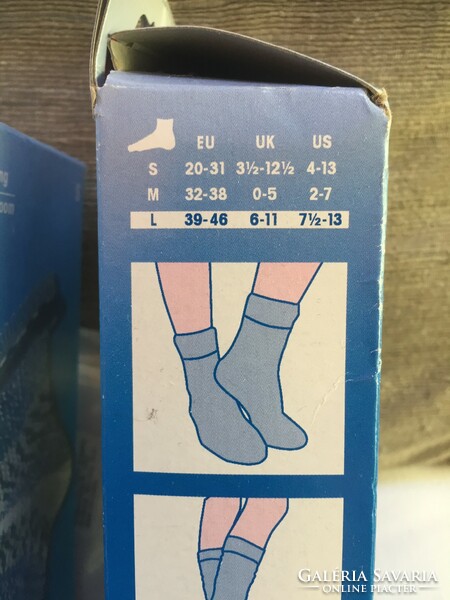 EU UK US
S 20-31 3½-12½ 4-13
M 32-38 0-5 2-7
L 39-46 6-11 7½-13
GALÉRIA SAVARIA
ONLINE PIACTÉR